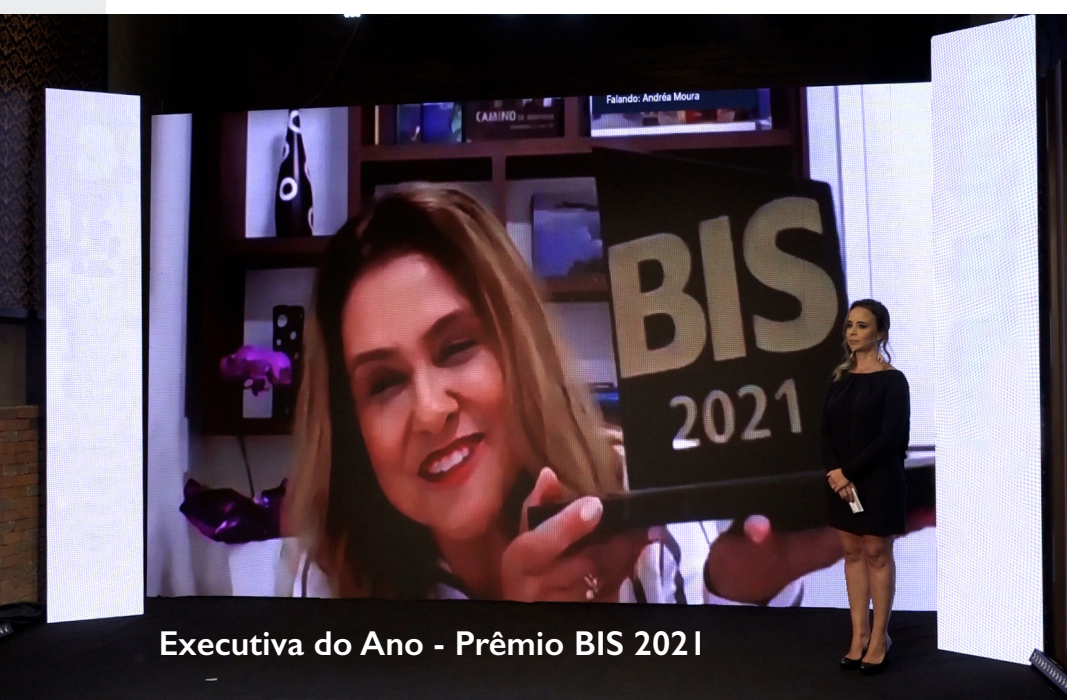 Falando: Andréa Moura
CAMINO
BIS
2021
Executiva do Ano - Prêmio BIS 2021